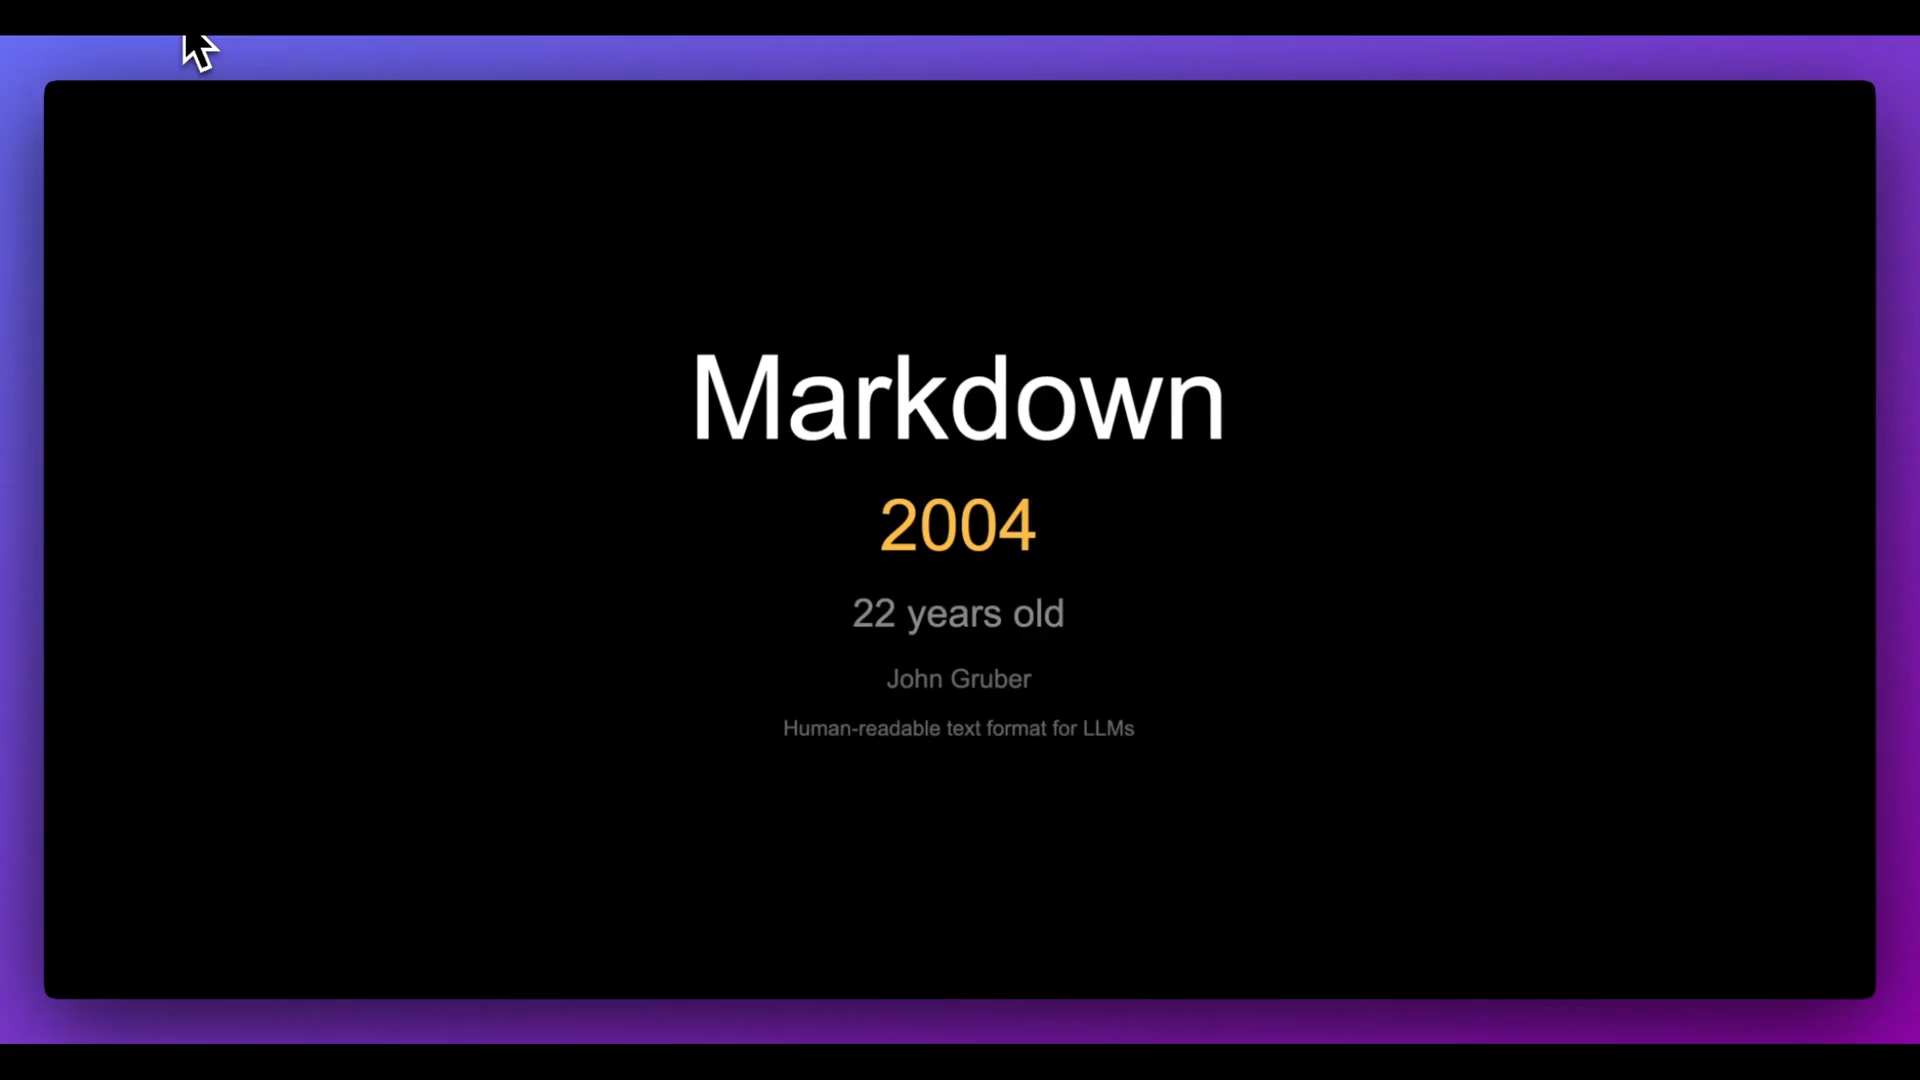 Markdown
2004
22 years old
John Gruber
Human-readable text format for LLMs